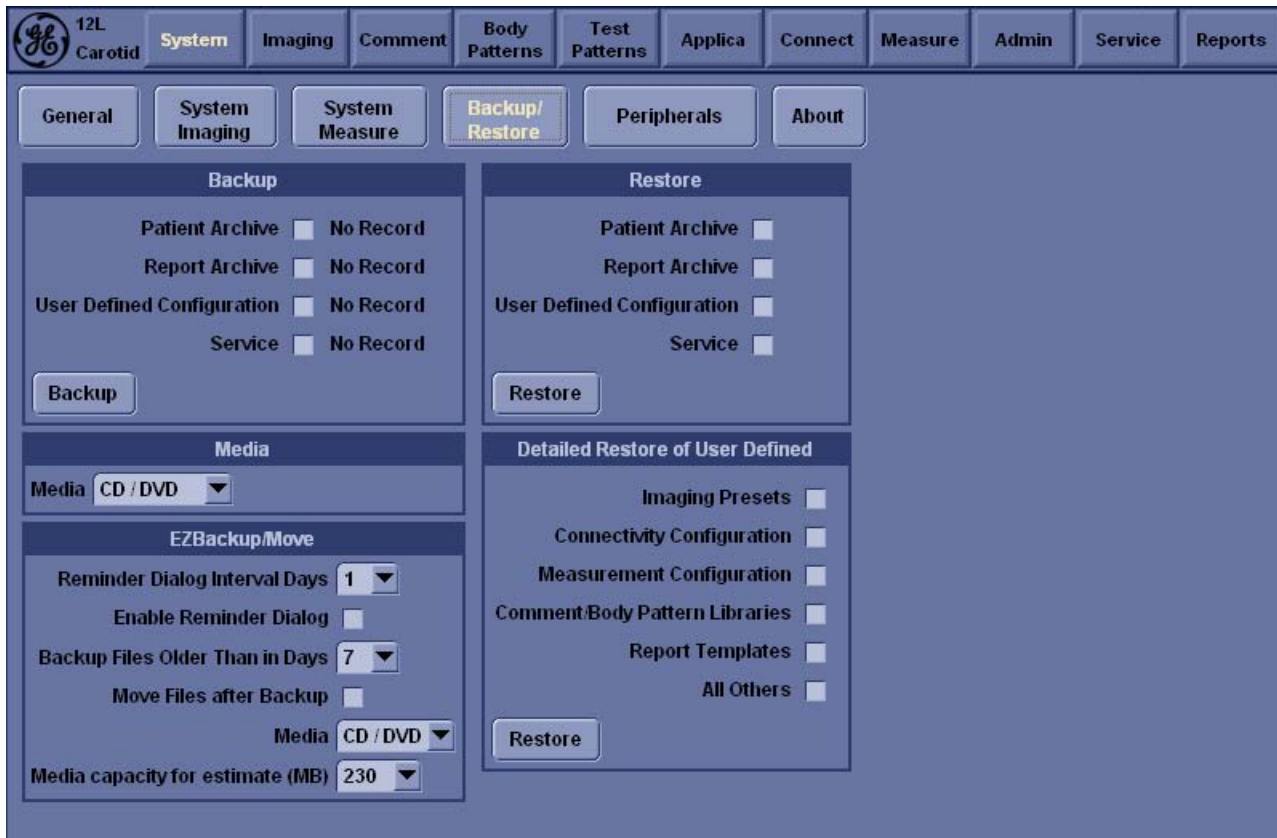 12L
Carotid
System
Imaging
Comment
Body
Patterns
Test
Patterns
Applica
Connect
Measure
Admin
Service
Reports
General
System
Imaging
System
Measure
Backup/
Restore
Peripherals
About
Backup
Patient Archive No Record
Report Archive No Record
User Defined Configuration No Record
Service No Record
Backup
Media
Media CD / DVD
EZBackup/Move
Reminder Dialog Interval Days 1
Enable Reminder Dialog
Backup Files Older Than in Days 7
Move Files after Backup
Media CD / DVD
Media capacity for estimate (MB) 230
Restore
Patient Archive
Report Archive
User Defined Configuration
Service
Restore
Detailed Restore of User Defined
Imaging Presets
Connectivity Configuration
Measurement Configuration
Comment/Body Pattern Libraries
Report Templates
All Others
Restore